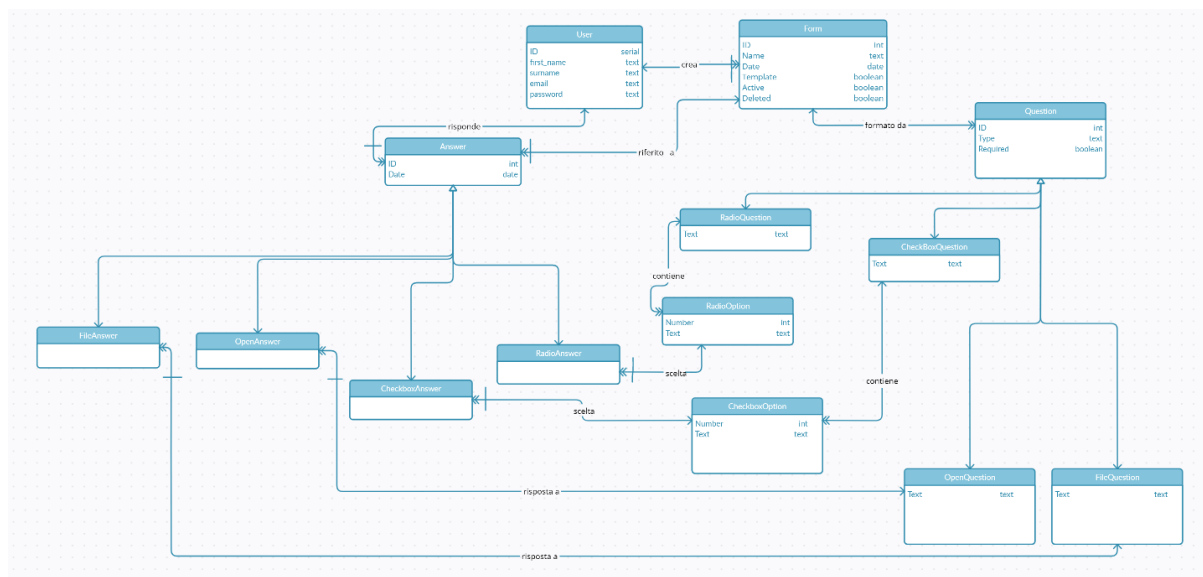 User
ID serial
first_name text
surname text
email text
password text
crea
Form
ID int
Name text
Date date
Template boolean
Active boolean
Deleted boolean
formato da
Question
ID int
Type text
Required boolean
risponde
riferito a
Answer
ID int
Date date
RadioQuestion
Text text
CheckBoxQuestion
Text text
contiene
RadioOption
Number int
Text text
FileAnswer
OpenAnswer
RadioAnswer
scelta
CheckboxAnswer
scelta
contiene
CheckboxOption
Number int
Text text
OpenQuestion
Text text
FileQuestion
Text text
risposta a
risposta a